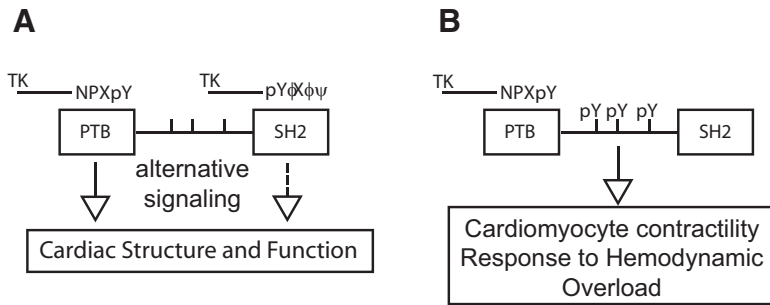 A
TK
NPXpY
TK
pYϕXϕψ
PTB
SH2
alternative
signaling
Cardiac Structure and Function
B
TK
NPXpY
pY pY pY
PTB
SH2
Cardiomyocyte contractility
Response to Hemodynamic
Overload